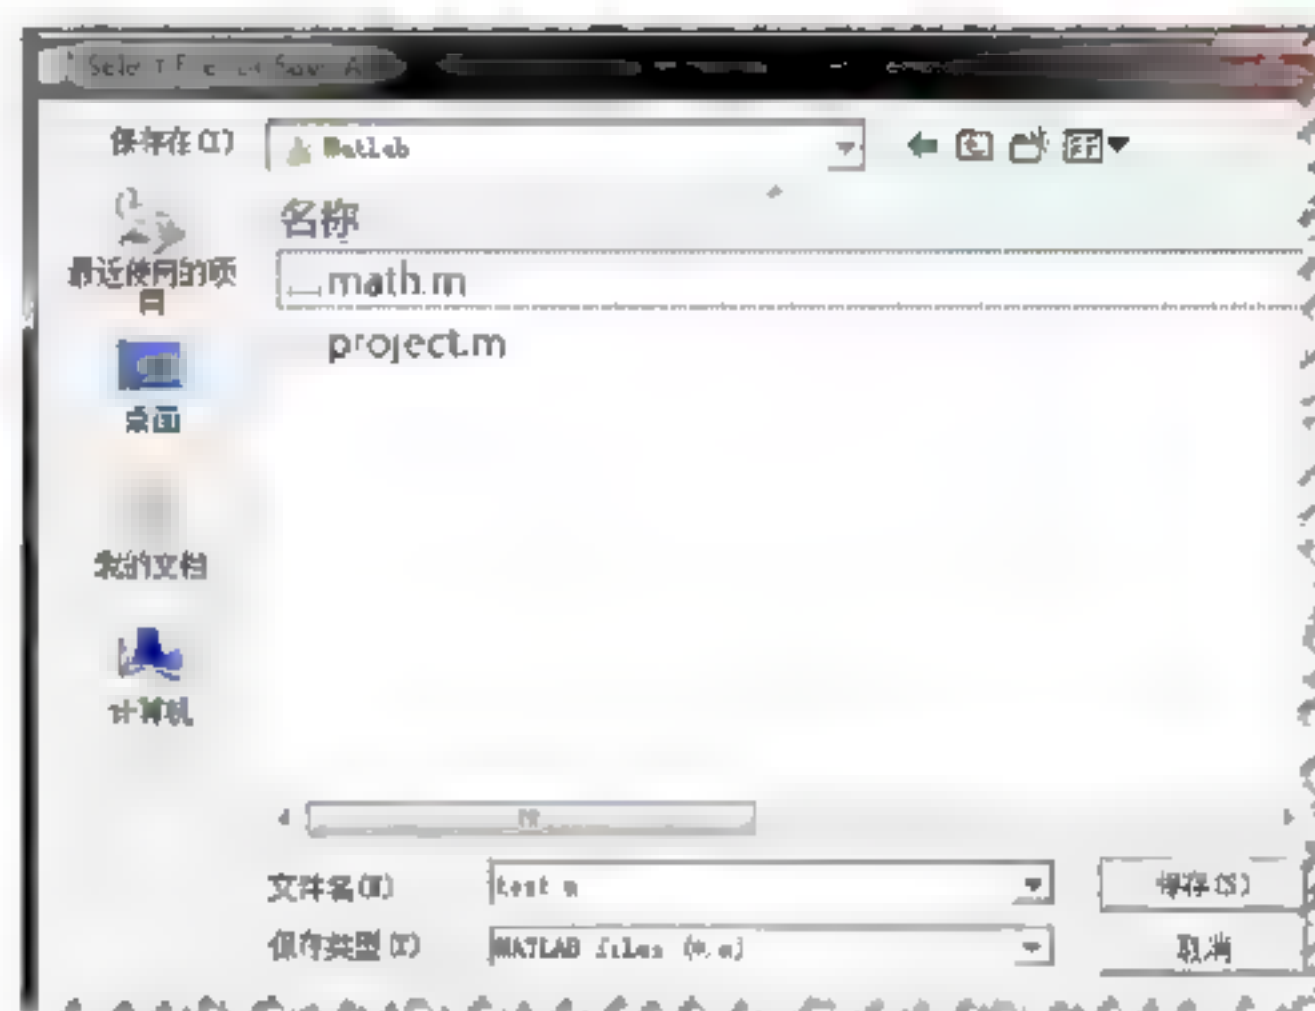 保存在(I) Matlab
名称
最近使用的项
目
math.m
project.m
桌面
我的文档
计算机
文件名(N) test.m 保存(S)
保存类型(T) MATLAB files (*.m) 取消